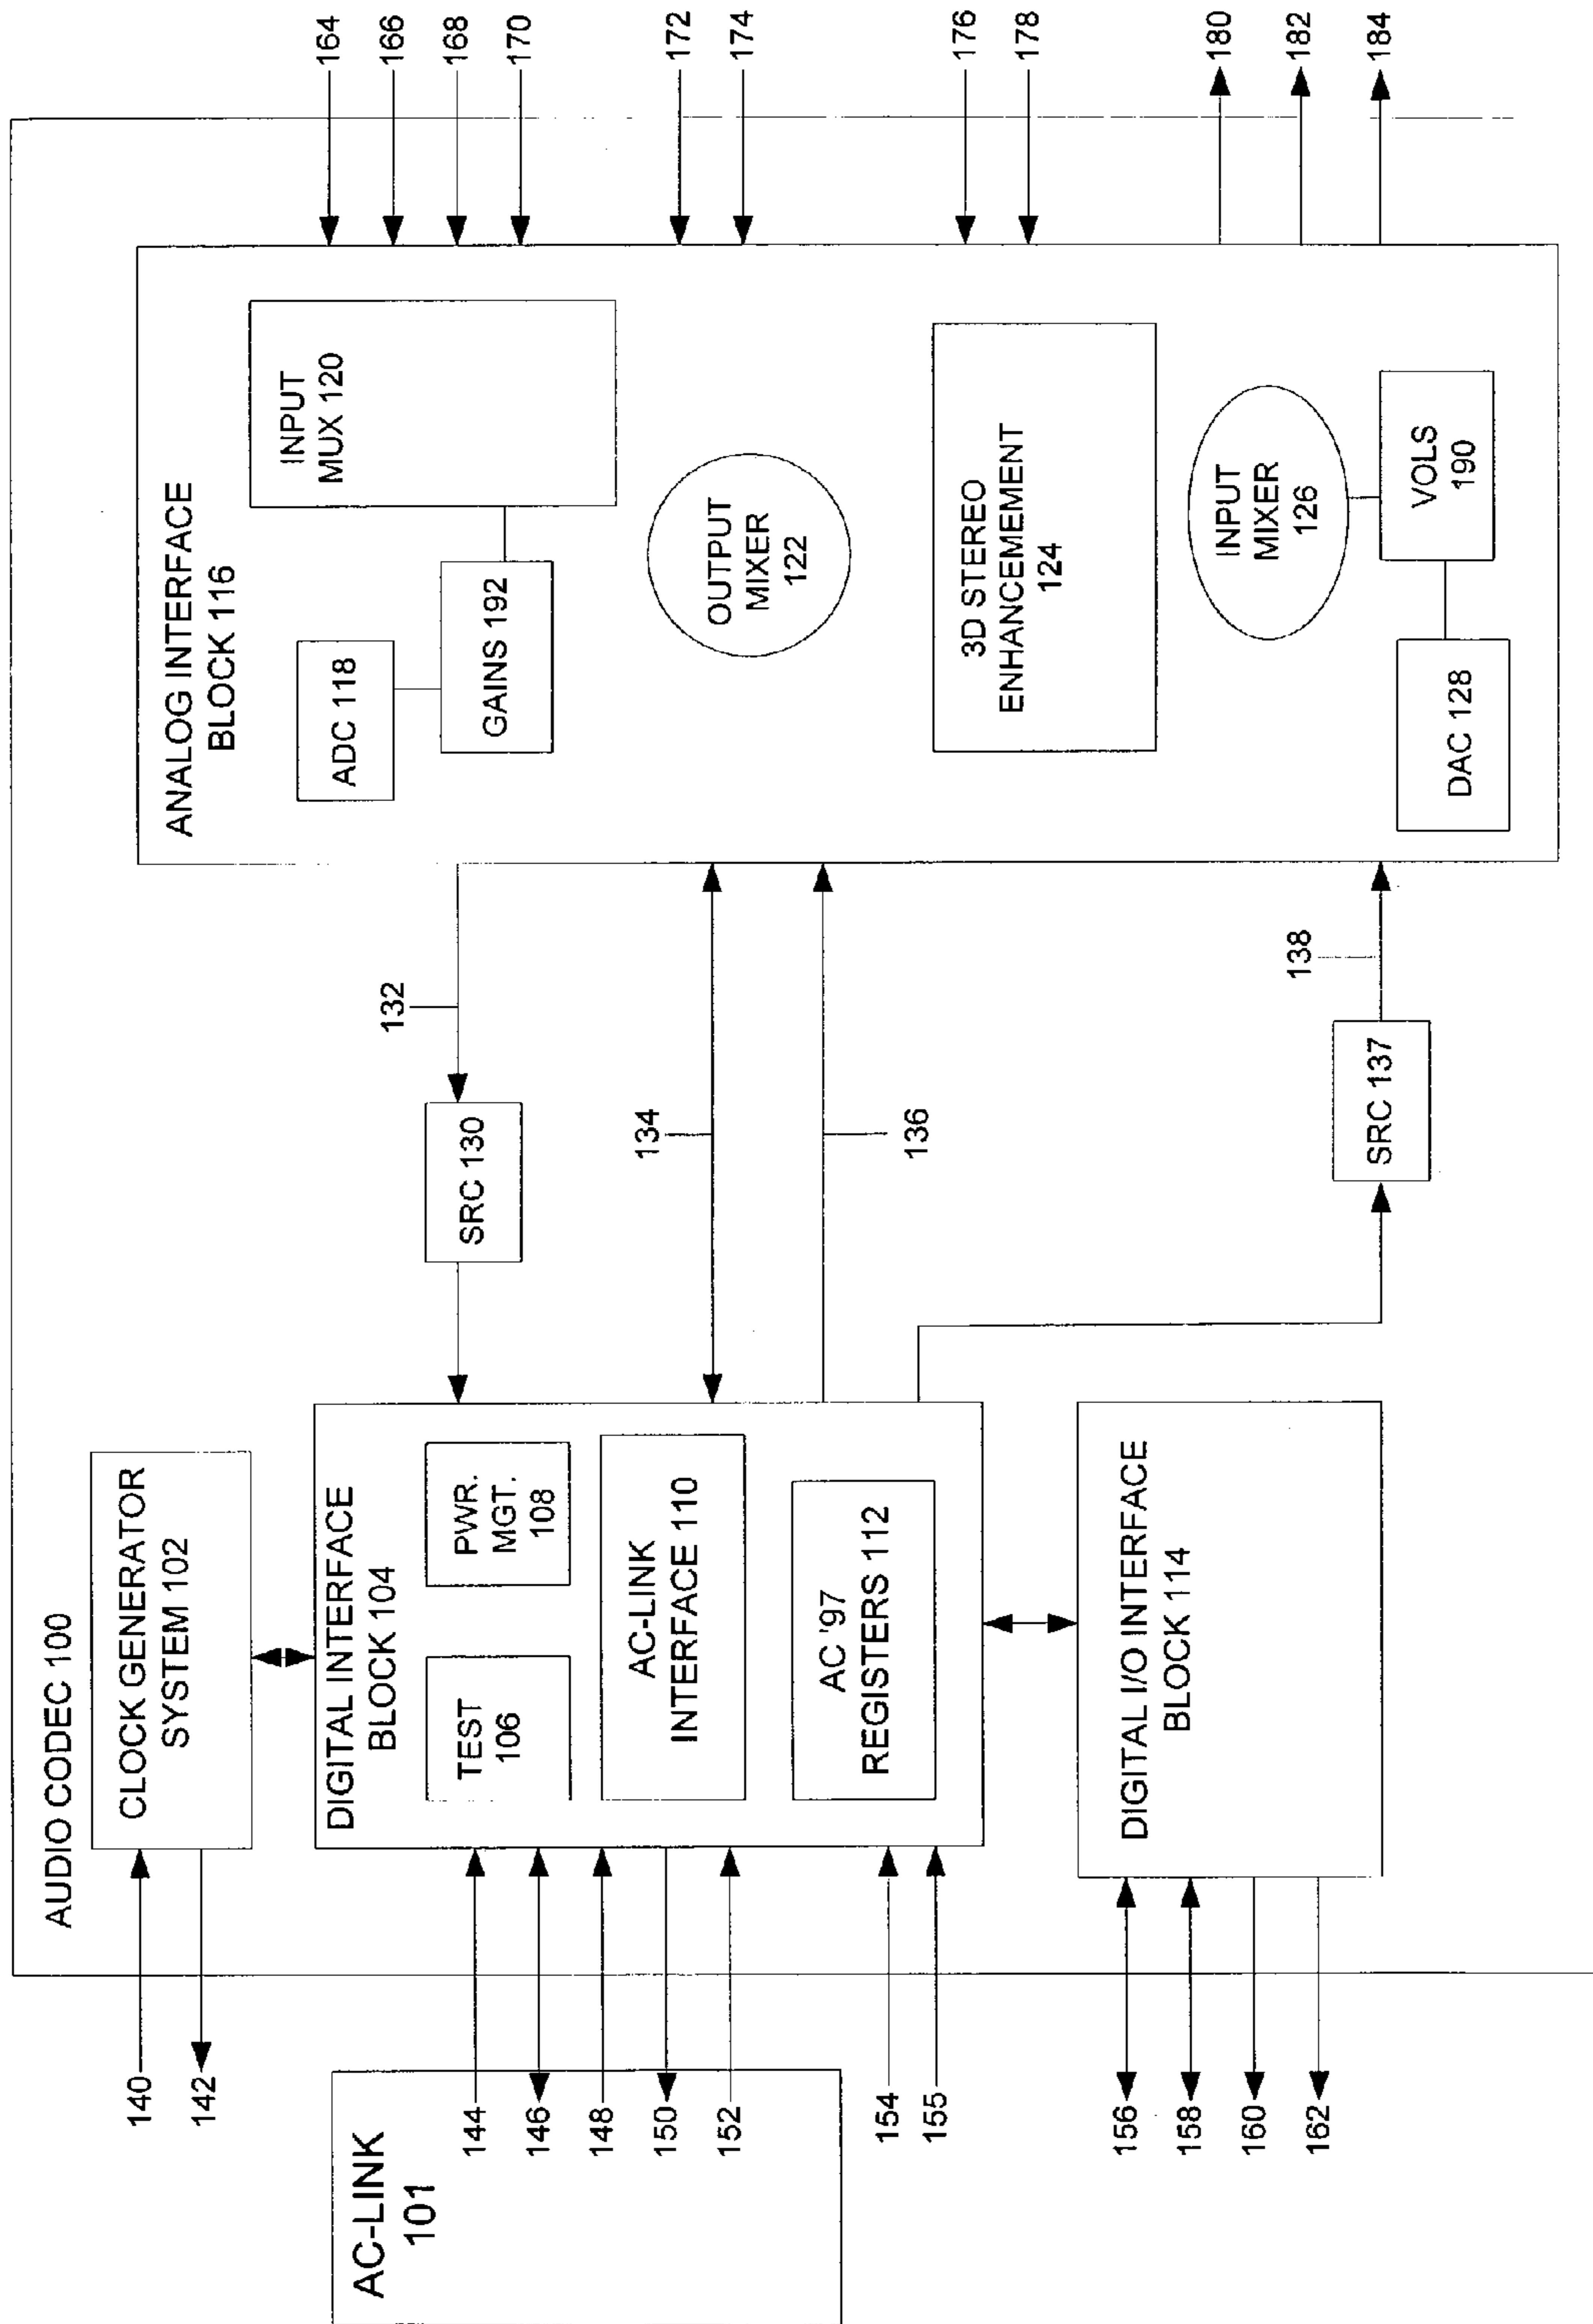 AUDIO CODEC 100
CLOCK GENERATOR
SYSTEM 102
140
142
AC-LINK
101
144
146
148
150
152
154
155
DIGITAL INTERFACE
BLOCK 104
TEST
106
PWR.
MGT.
108
AC-LINK
INTERFACE 110
AC '97
REGISTERS 112
DIGITAL I/O INTERFACE
BLOCK 114
156
158
160
162
SRC 130
132
134
136
SRC 137
138
ANALOG INTERFACE
BLOCK 116
ADC 118
GAINS 192
INPUT
MUX 120
OUTPUT
MIXER
122
3D STEREO
ENHANCEMEMENT
124
INPUT
MIXER
126
VOLS
190
DAC 128
164
166
168
170
172
174
176
178
180
182
184